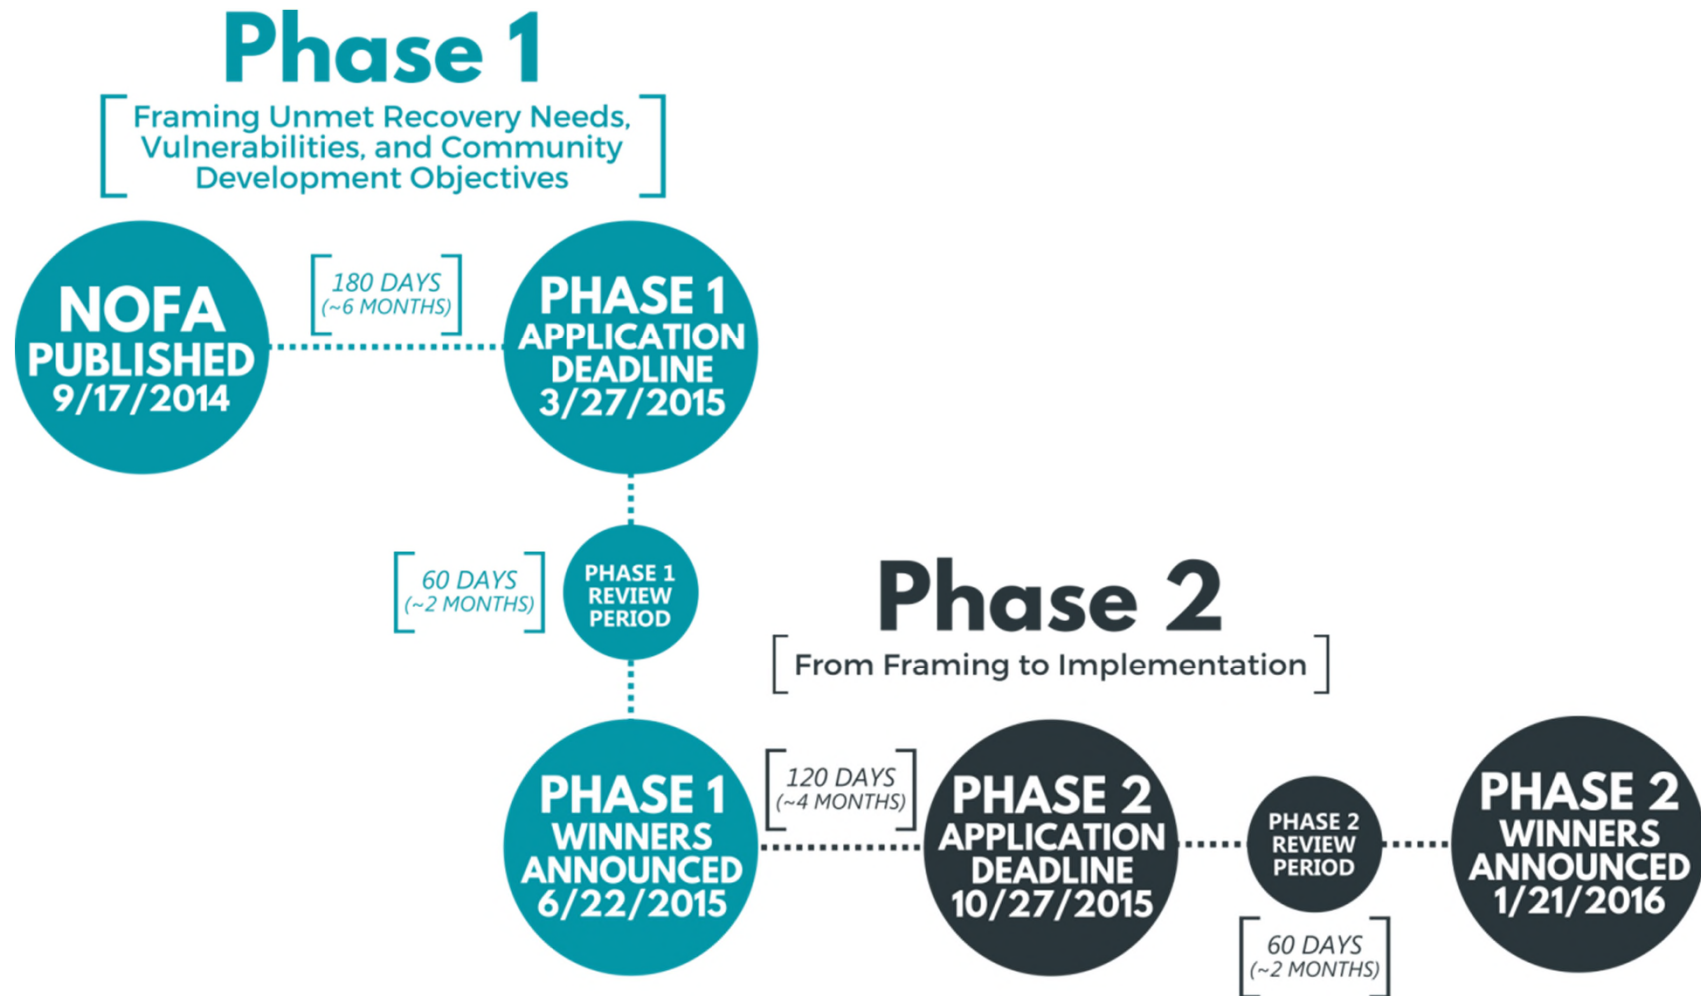 Phase 1
Framing Unmet Recovery Needs,
Vulnerabilities, and Community
Development Objectives
NOFA
PUBLISHED
9/17/2014
180 DAYS
(~6 MONTHS)
PHASE 1
APPLICATION
DEADLINE
3/27/2015
60 DAYS
(~2 MONTHS)
PHASE 1
REVIEW
PERIOD
Phase 2
From Framing to Implementation
PHASE 1
WINNERS
ANNOUNCED
6/22/2015
120 DAYS
(~4 MONTHS)
PHASE 2
APPLICATION
DEADLINE
10/27/2015
PHASE 2
REVIEW
PERIOD
60 DAYS
(~2 MONTHS)
PHASE 2
WINNERS
ANNOUNCED
1/21/2016